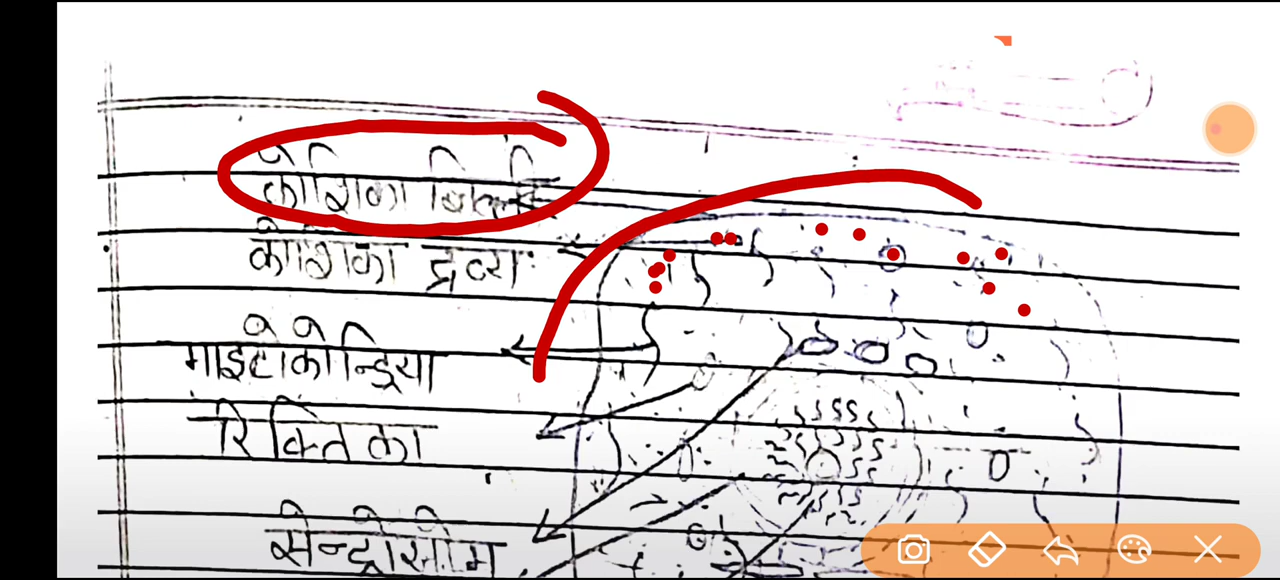 कोशिका झिल्ली
कोशिका द्रव्य
माइटोकोन्ड्रिया
रिक्तिका
सेन्ट्रोसोम